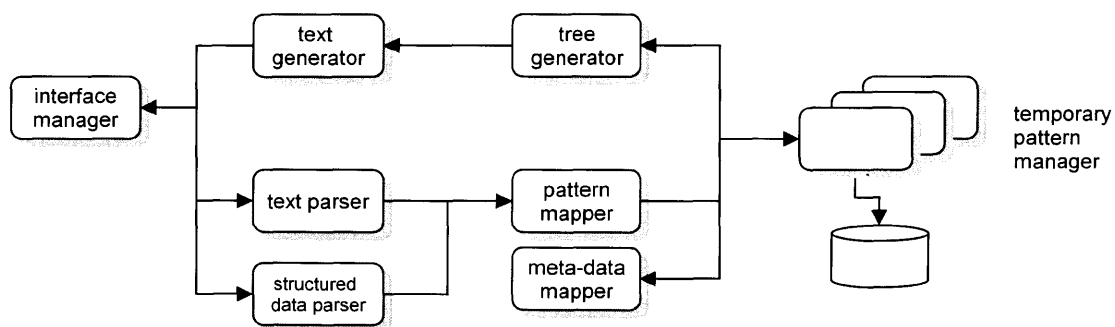 text
generator
tree
generator
interface
manager
temporary
pattern
manager
text parser
pattern
mapper
structured
data parser
meta-data
mapper